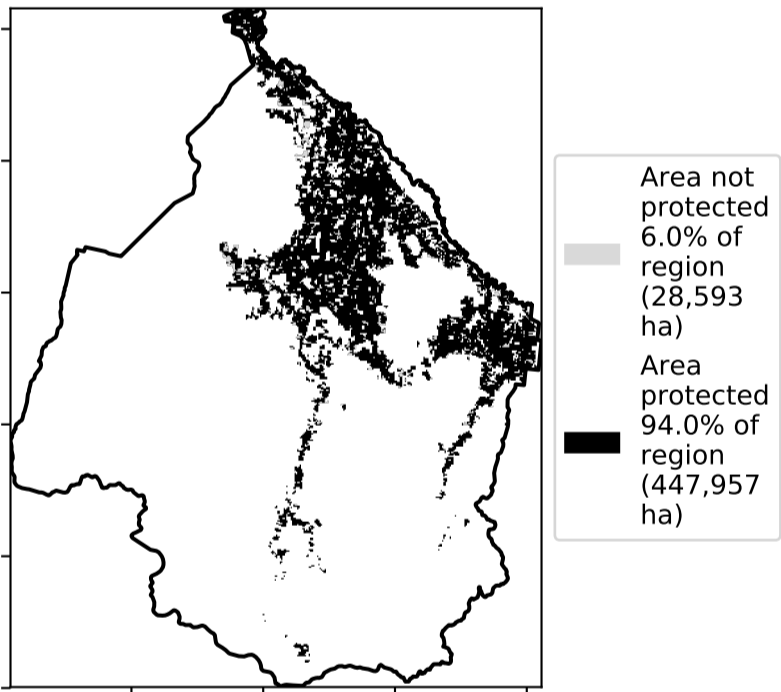 Area not
protected
6.0% of
region
(28,593
ha)
Area
protected
94.0% of
region
(447,957
ha)